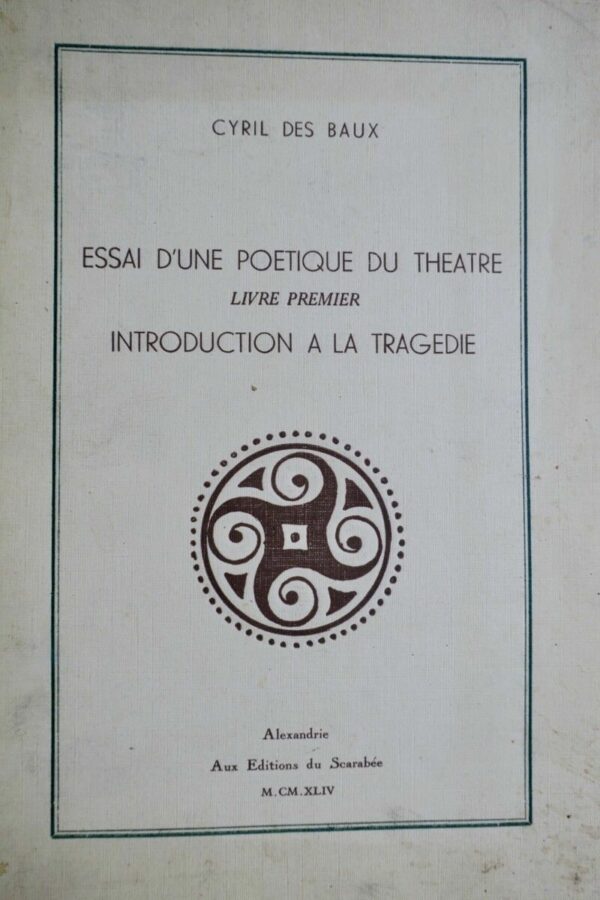 CYRIL DES BAUX
ESSAI D'UNE POETIQUE DU THEATRE
LIVRE PREMIER
INTRODUCTION A LA TRAGEDIE
Alexandrie
Aux Editions du Scarabée
M.CM.XLIV